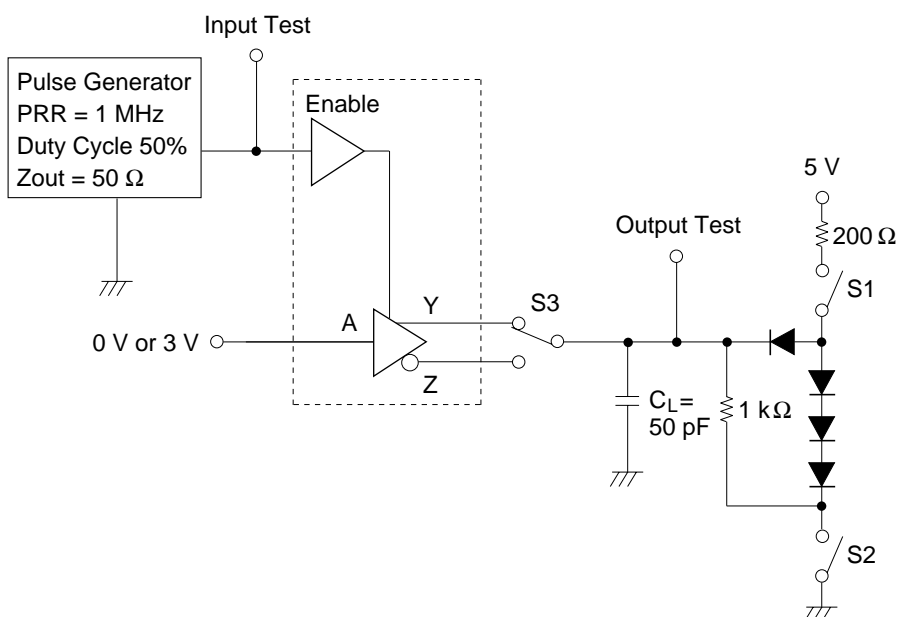 Input Test
Pulse Generator
PRR = 1 MHz
Duty Cycle 50%
Zout = 50 Ω
Enable
5 V
200 Ω
Output Test
S1
S3
Y
A
0 V or 3 V
Z
CL=
50 pF
1 kΩ
S2